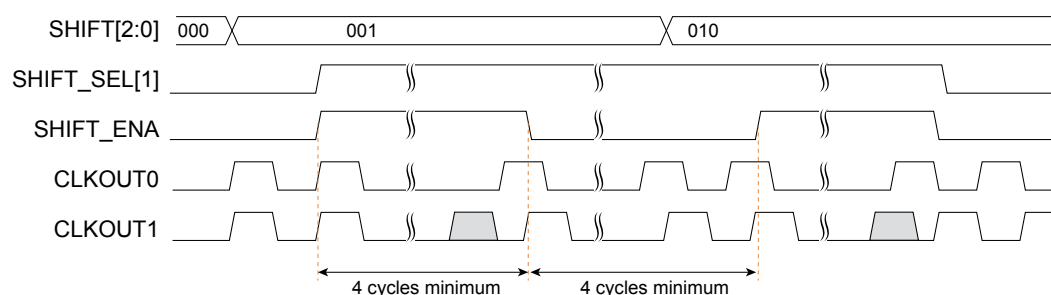 SHIFT[2:0] 000 001 010
SHIFT_SEL[1]
SHIFT_ENA
CLKOUT0
CLKOUT1
4 cycles minimum 4 cycles minimum